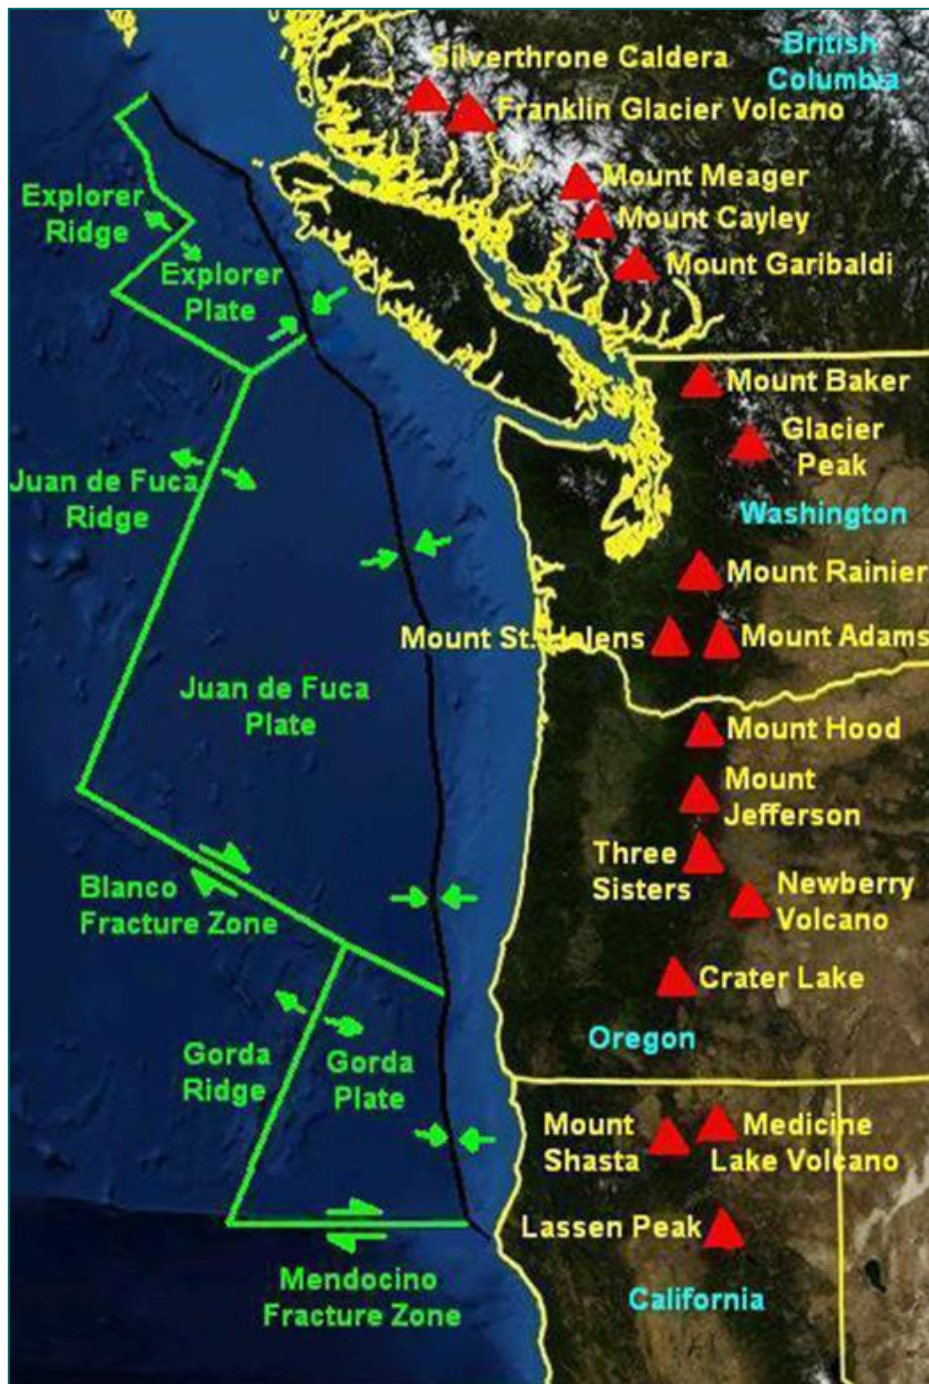 Silverthrone Caldera
British
Columbia
Franklin Glacier Volcano
Explorer
Ridge
Mount Meager
Mount Cayley
Explorer
Plate
Mount Garibaldi
Mount Baker
Glacier
Peak
Juan de Fuca
Ridge
Washington
Mount Rainier
Mount St. Helens
Mount Adams
Juan de Fuca
Plate
Mount Hood
Mount
Jefferson
Three
Sisters
Blanco
Fracture Zone
Newberry
Volcano
Crater Lake
Oregon
Gorda
Ridge
Gorda
Plate
Mount
Shasta
Medicine
Lake Volcano
Lassen Peak
Mendocino
Fracture Zone
California